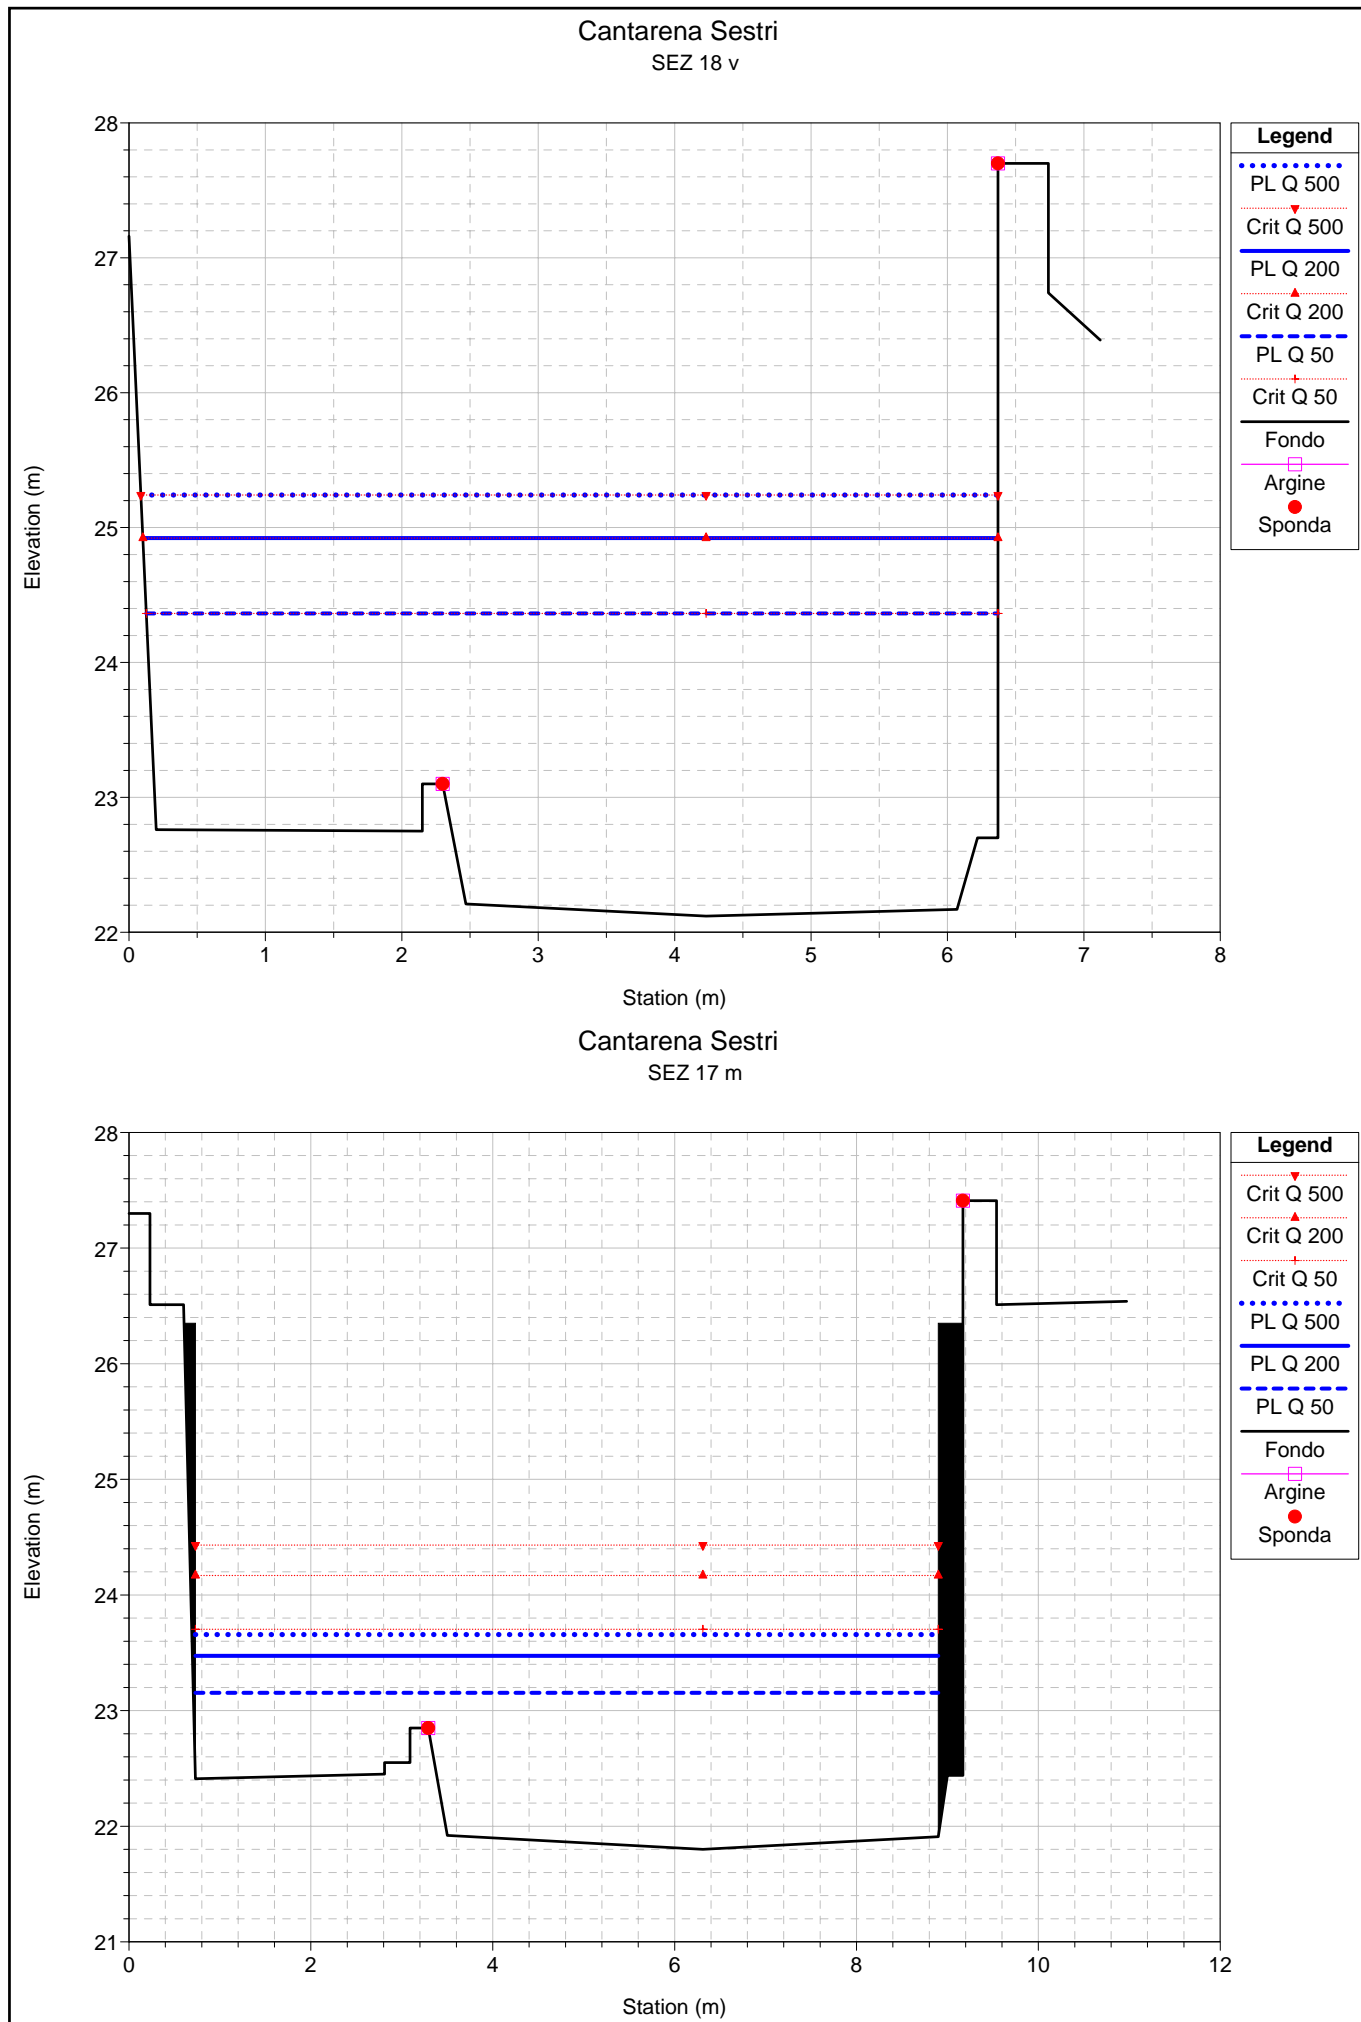 Cantarena Sestri
SEZ 18 v
28
27
26
25
24
23
22
Elevation (m)
0 1 2 3 4 5 6 7 8
Station (m)
Legend
PL Q 500
Crit Q 500
PL Q 200
Crit Q 200
PL Q 50
Crit Q 50
Fondo
Argine
Sponda
Cantarena Sestri
SEZ 17 m
28
27
26
25
24
23
22
21
Elevation (m)
0 2 4 6 8 10 12
Station (m)
Legend
Crit Q 500
Crit Q 200
Crit Q 50
PL Q 500
PL Q 200
PL Q 50
Fondo
Argine
Sponda